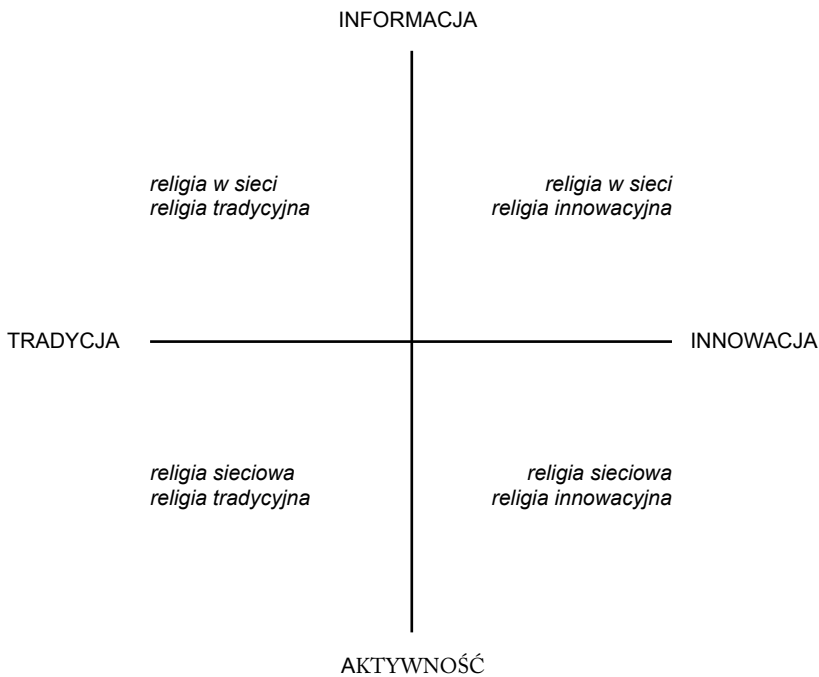 INFORMACJA
religia w sieci
religia tradycyjna
religia w sieci
religia innowacyjna
TRADYCJA
INNOWACJA
religia sieciowa
religia tradycyjna
religia sieciowa
religia innowacyjna
AKTYWNOŚĆ